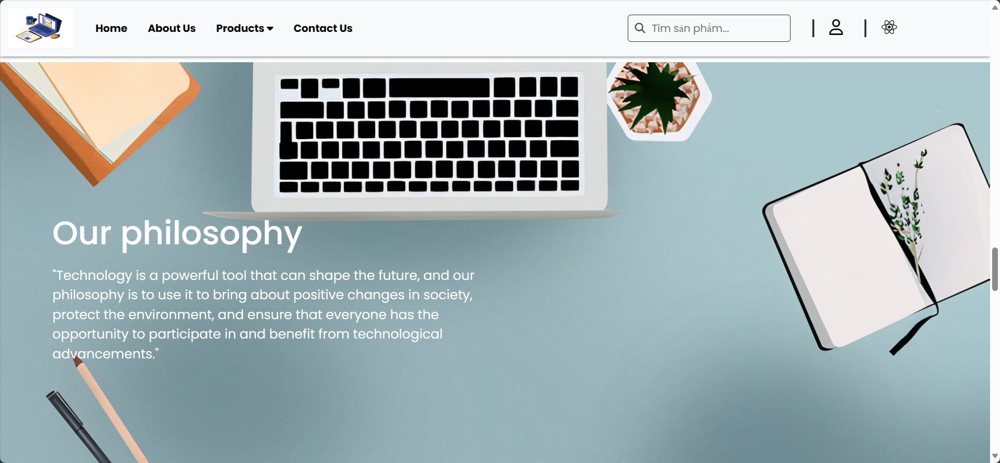 Home About Us Products Contact Us Tìm sản phẩm...
Our philosophy
"Technology is a powerful tool that can shape the future, and our
philosophy is to use it to bring about positive changes in society,
protect the environment, and ensure that everyone has the
opportunity to participate in and benefit from technological
advancements."